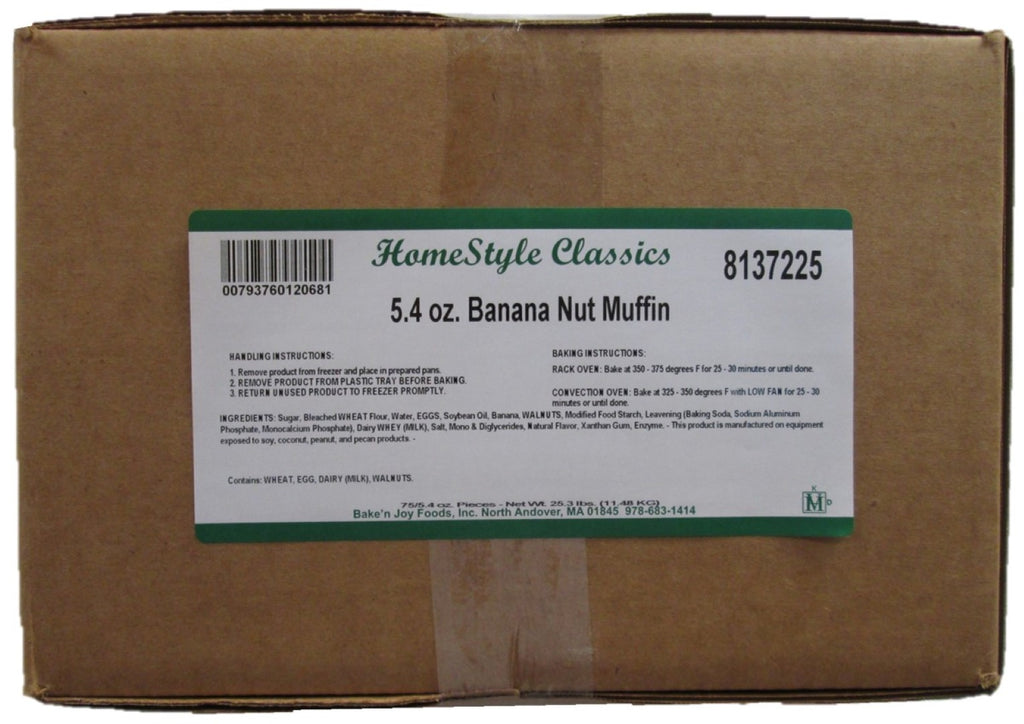 HomeStyle Classics
8137225
00793760120681
5.4 oz. Banana Nut Muffin
HANDLING INSTRUCTIONS:
1. Remove product from freezer and place in prepared pans.
2. REMOVE PRODUCT FROM PLASTIC TRAY BEFORE BAKING.
3. RETURN UNUSED PRODUCT TO FREEZER PROMPTLY.
BAKING INSTRUCTIONS:
RACK OVEN: Bake at 350 - 375 degrees F for 25 - 30 minutes or until done.
CONVECTION OVEN: Bake at 325 - 350 degrees F with LOW FAN for 25 - 30
minutes or until done.
INGREDIENTS: Sugar, Bleached WHEAT Flour, Water, EGGS, Soybean Oil, Banana, WALNUTS, Modified Food Starch, Leavening (Baking Soda, Sodium Aluminum
Phosphate, Monocalcium Phosphate), Dairy WHEY (MILK), Salt, Mono & Diglycerides, Natural Flavor, Xanthan Gum, Enzyme. - This product is manufactured on equipment
exposed to soy, coconut, peanut, and pecan products. -
Contains: WHEAT, EGG, DAIRY (MILK), WALNUTS.
75/5.4 oz. Pieces - Net Wt. 25.3 lbs. (11.48 KG)
Bake'n Joy Foods, Inc. North Andover, MA 01845 978-683-1414
K
M D